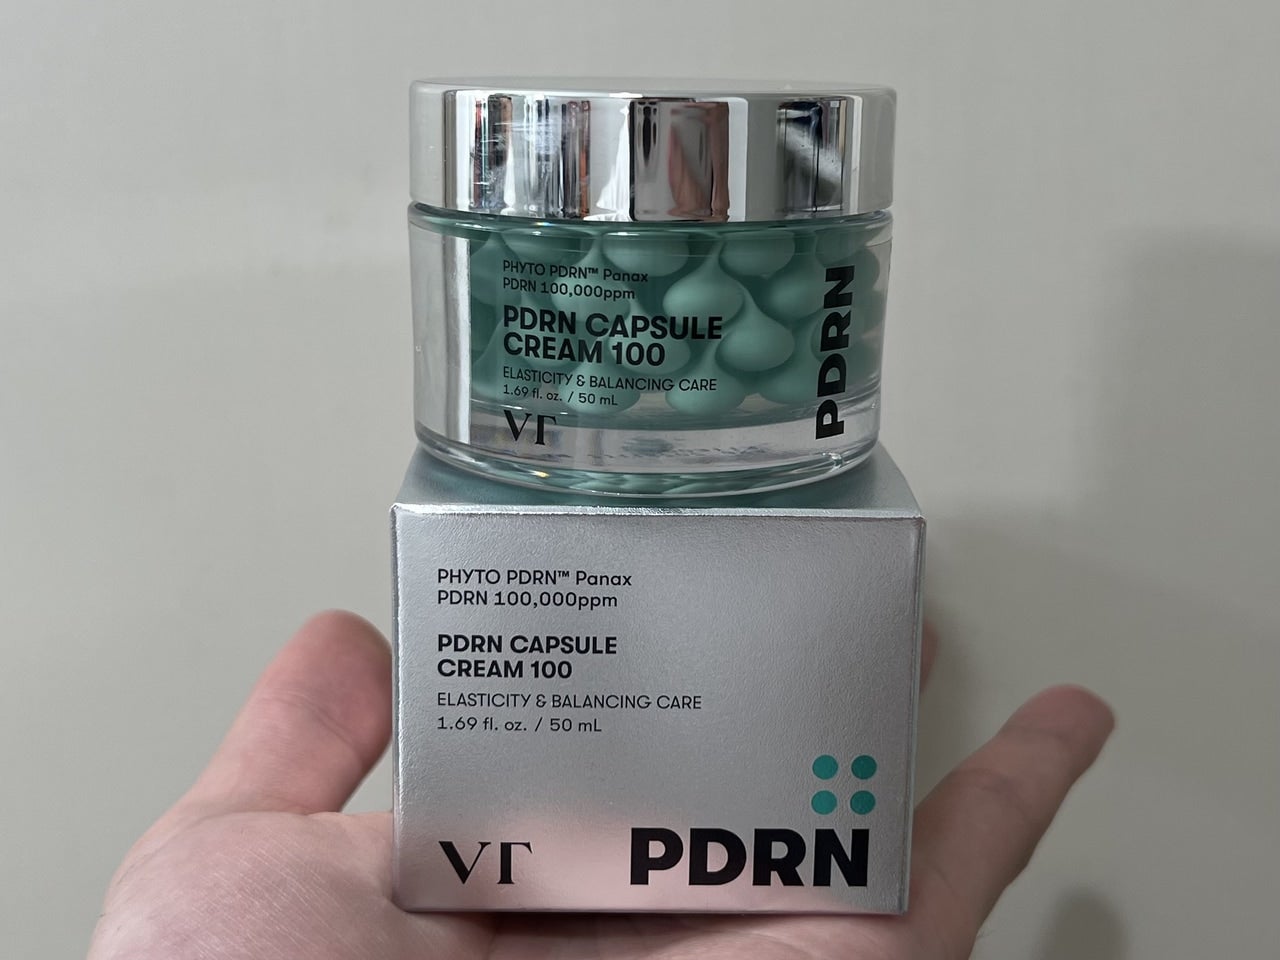 PHYTO PDRN™ Panax
PDRN 100,000ppm
PDRN CAPSULE
CREAM 100
ELASTICITY & BALANCING CARE
1.69 fl. oz. / 50 mL
VT
PDRN
PHYTO PDRN™ Panax
PDRN 100,000ppm
PDRN CAPSULE
CREAM 100
ELASTICITY & BALANCING CARE
1.69 fl. oz. / 50 mL
VT
PDRN